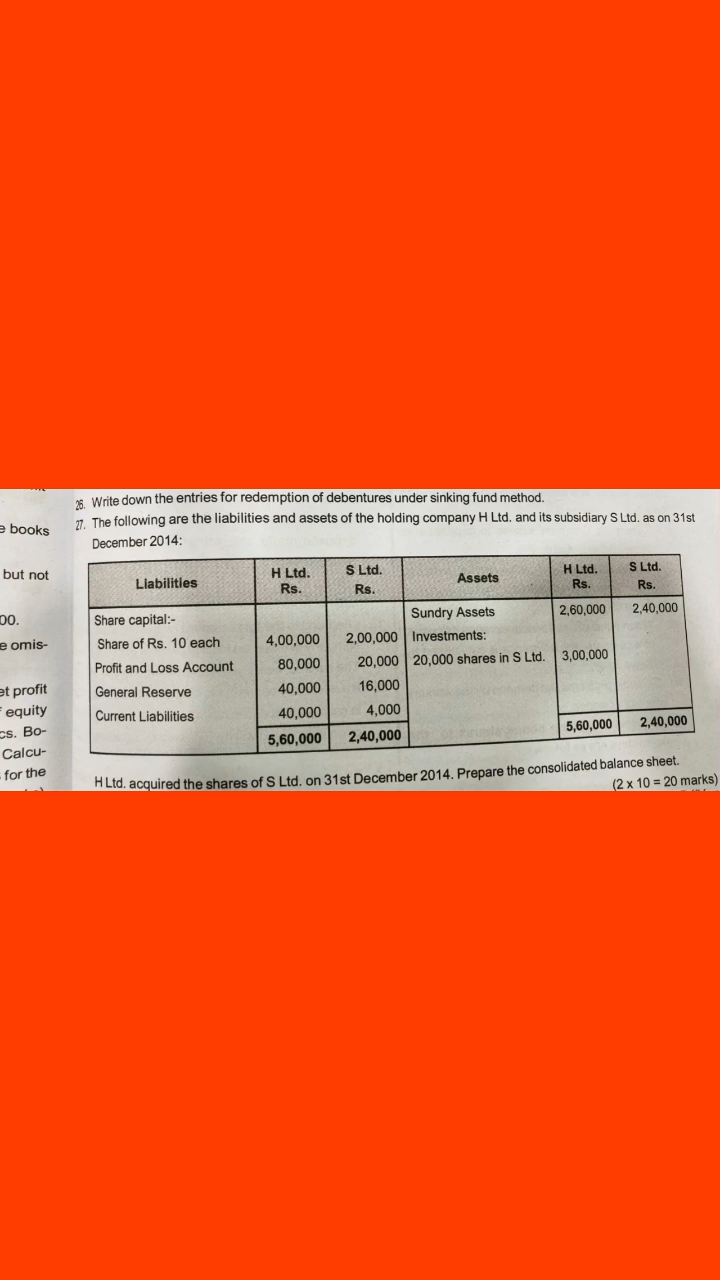 26. Write down the entries for redemption of debentures under sinking fund method.
e books
27. The following are the liabilities and assets of the holding company H Ltd. and its subsidiary S Ltd. as on 31st
December 2014:
but not
Liabilities H Ltd. Rs. S Ltd. Rs. Assets H Ltd. Rs. S Ltd. Rs.
00.
Share capital:- Sundry Assets 2,60,000 2,40,000
e omis-
Share of Rs. 10 each 4,00,000 2,00,000 Investments:
Profit and Loss Account 80,000 20,000 20,000 shares in S Ltd. 3,00,000
et profit
General Reserve 40,000 16,000
equity
Current Liabilities 40,000 4,000
cs. Bo-
5,60,000 2,40,000 5,60,000 2,40,000
Calcu-
for the
H Ltd. acquired the shares of S Ltd. on 31st December 2014. Prepare the consolidated balance sheet.
(2 x 10 = 20 marks)